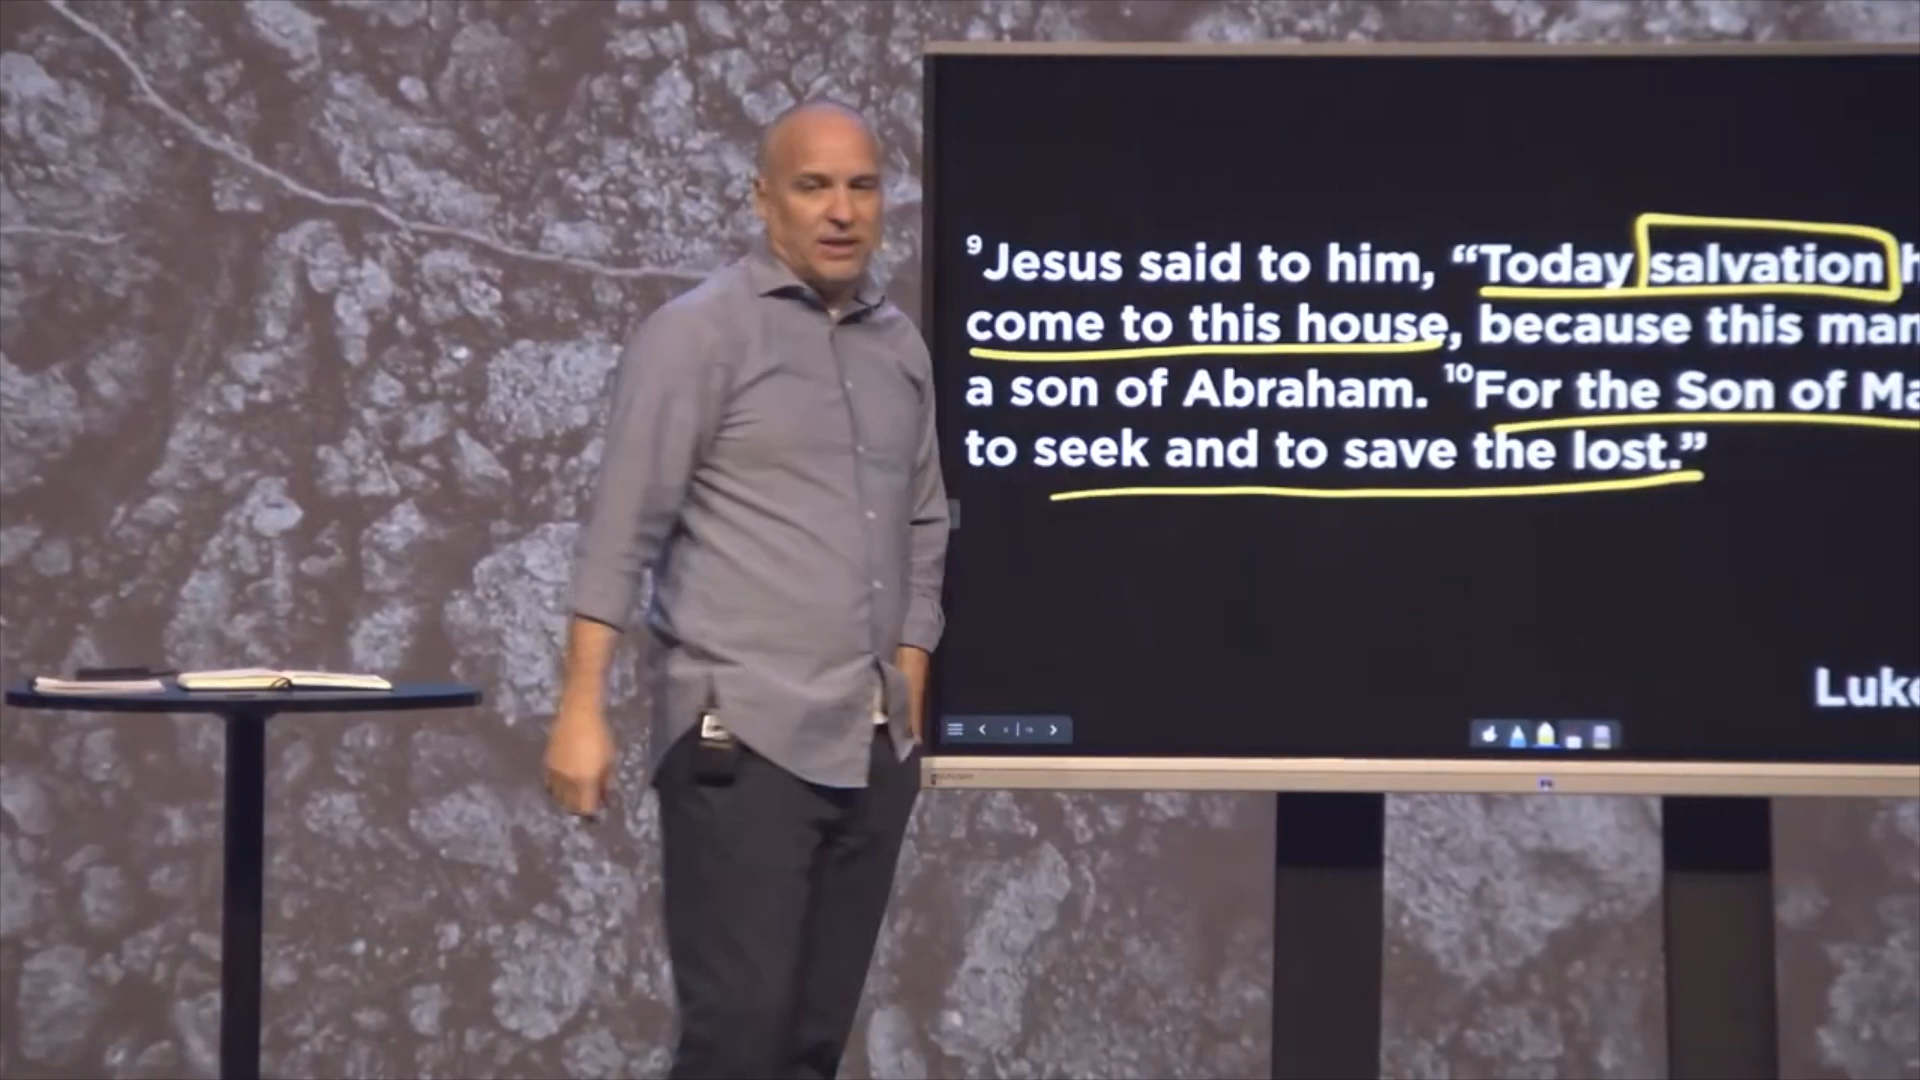 ⁹Jesus said to him, “Today salvation h
come to this house, because this man
a son of Abraham. ¹⁰For the Son of Ma
to seek and to save the lost.”
Luke